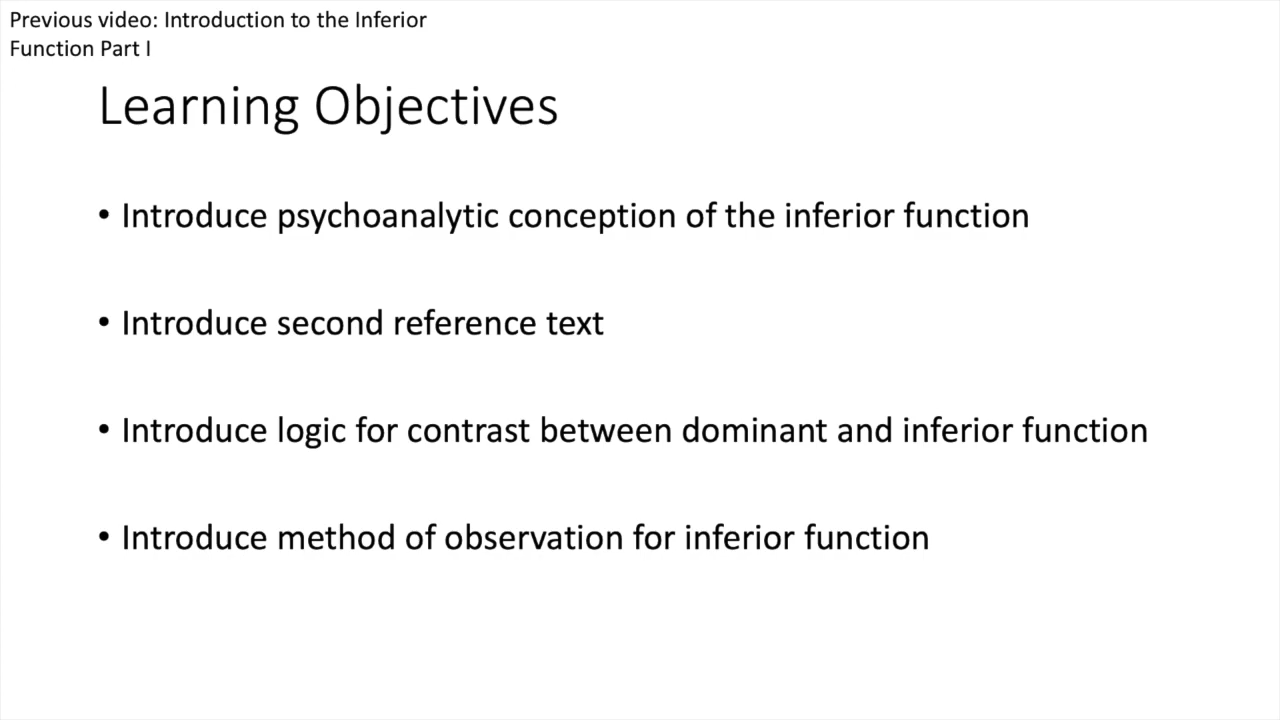 Previous video: Introduction to the Inferior
Function Part I
Learning Objectives
• Introduce psychoanalytic conception of the inferior function
• Introduce second reference text
• Introduce logic for contrast between dominant and inferior function
• Introduce method of observation for inferior function